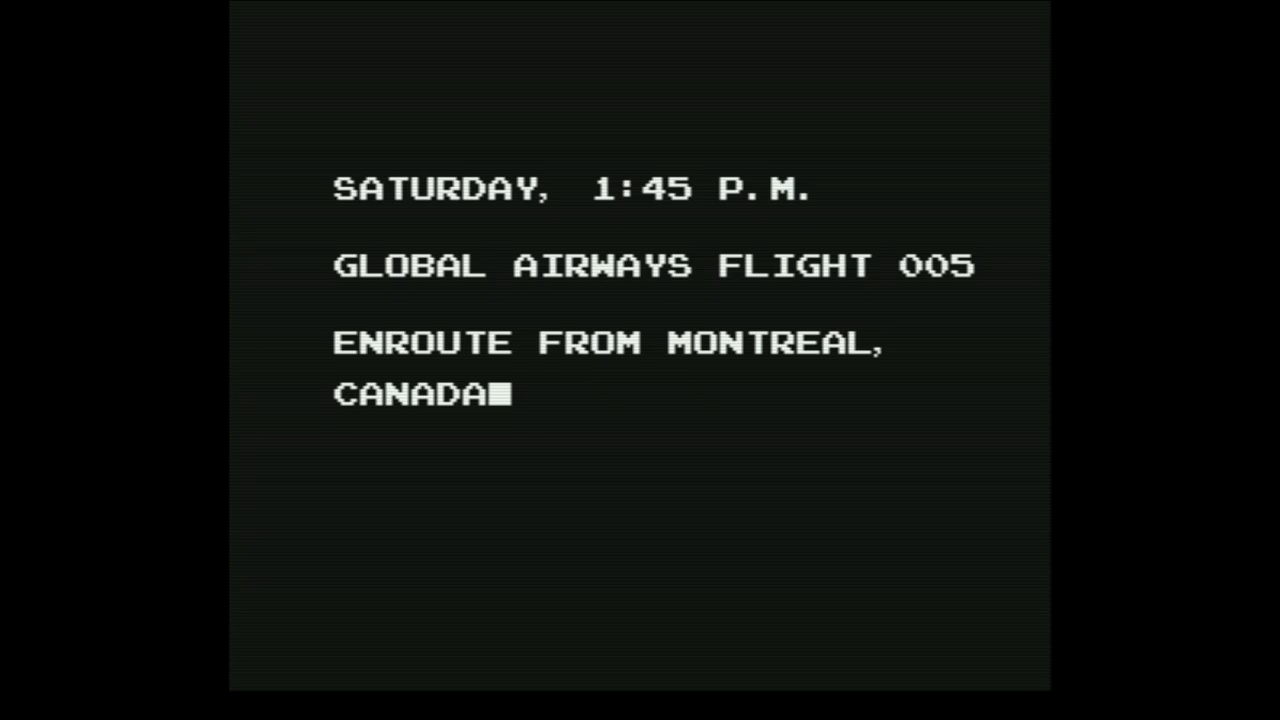 SATURDAY, 1:45 P.M.
GLOBAL AIRWAYS FLIGHT 005
ENROUTE FROM MONTREAL,
CANADA